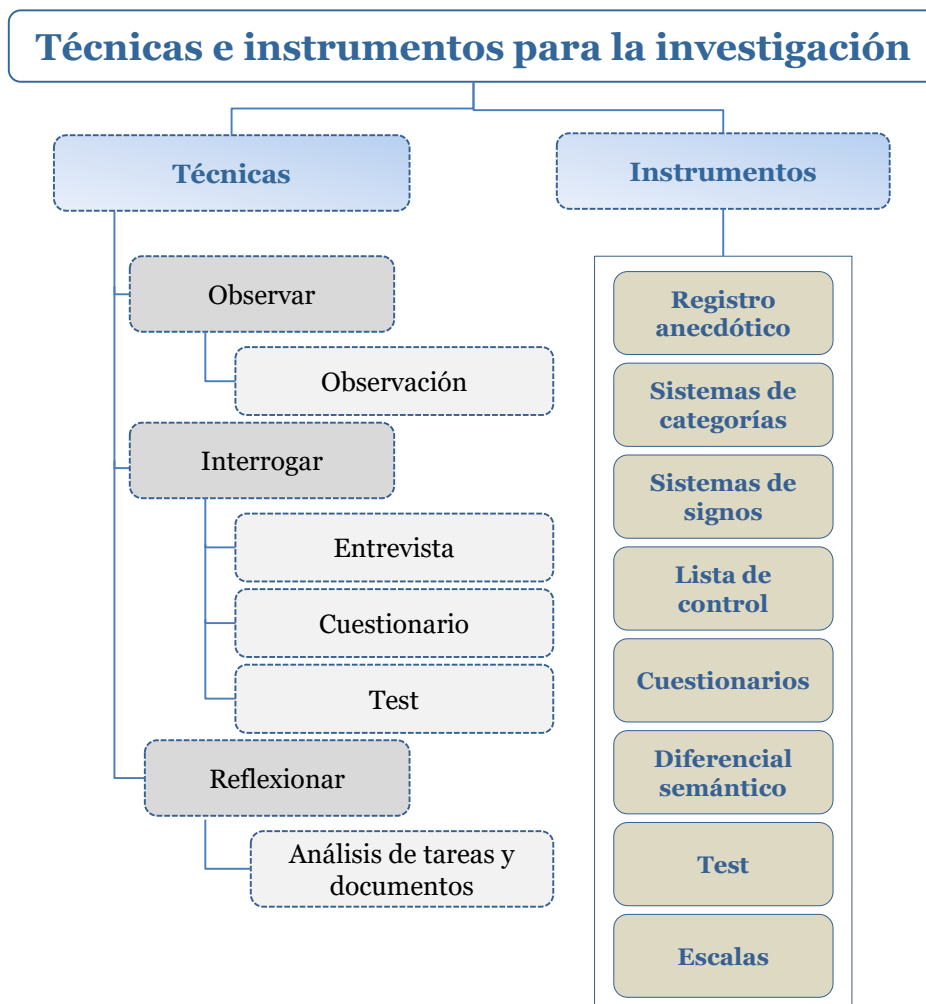 Técnicas e instrumentos para la investigación
Técnicas
Observar
Observación
Interrogar
Entrevista
Cuestionario
Test
Reflexionar
Análisis de tareas y
documentos
Instrumentos
Registro
anecdótico
Sistemas de
categorías
Sistemas de
signos
Lista de
control
Cuestionarios
Diferencial
semántico
Test
Escalas